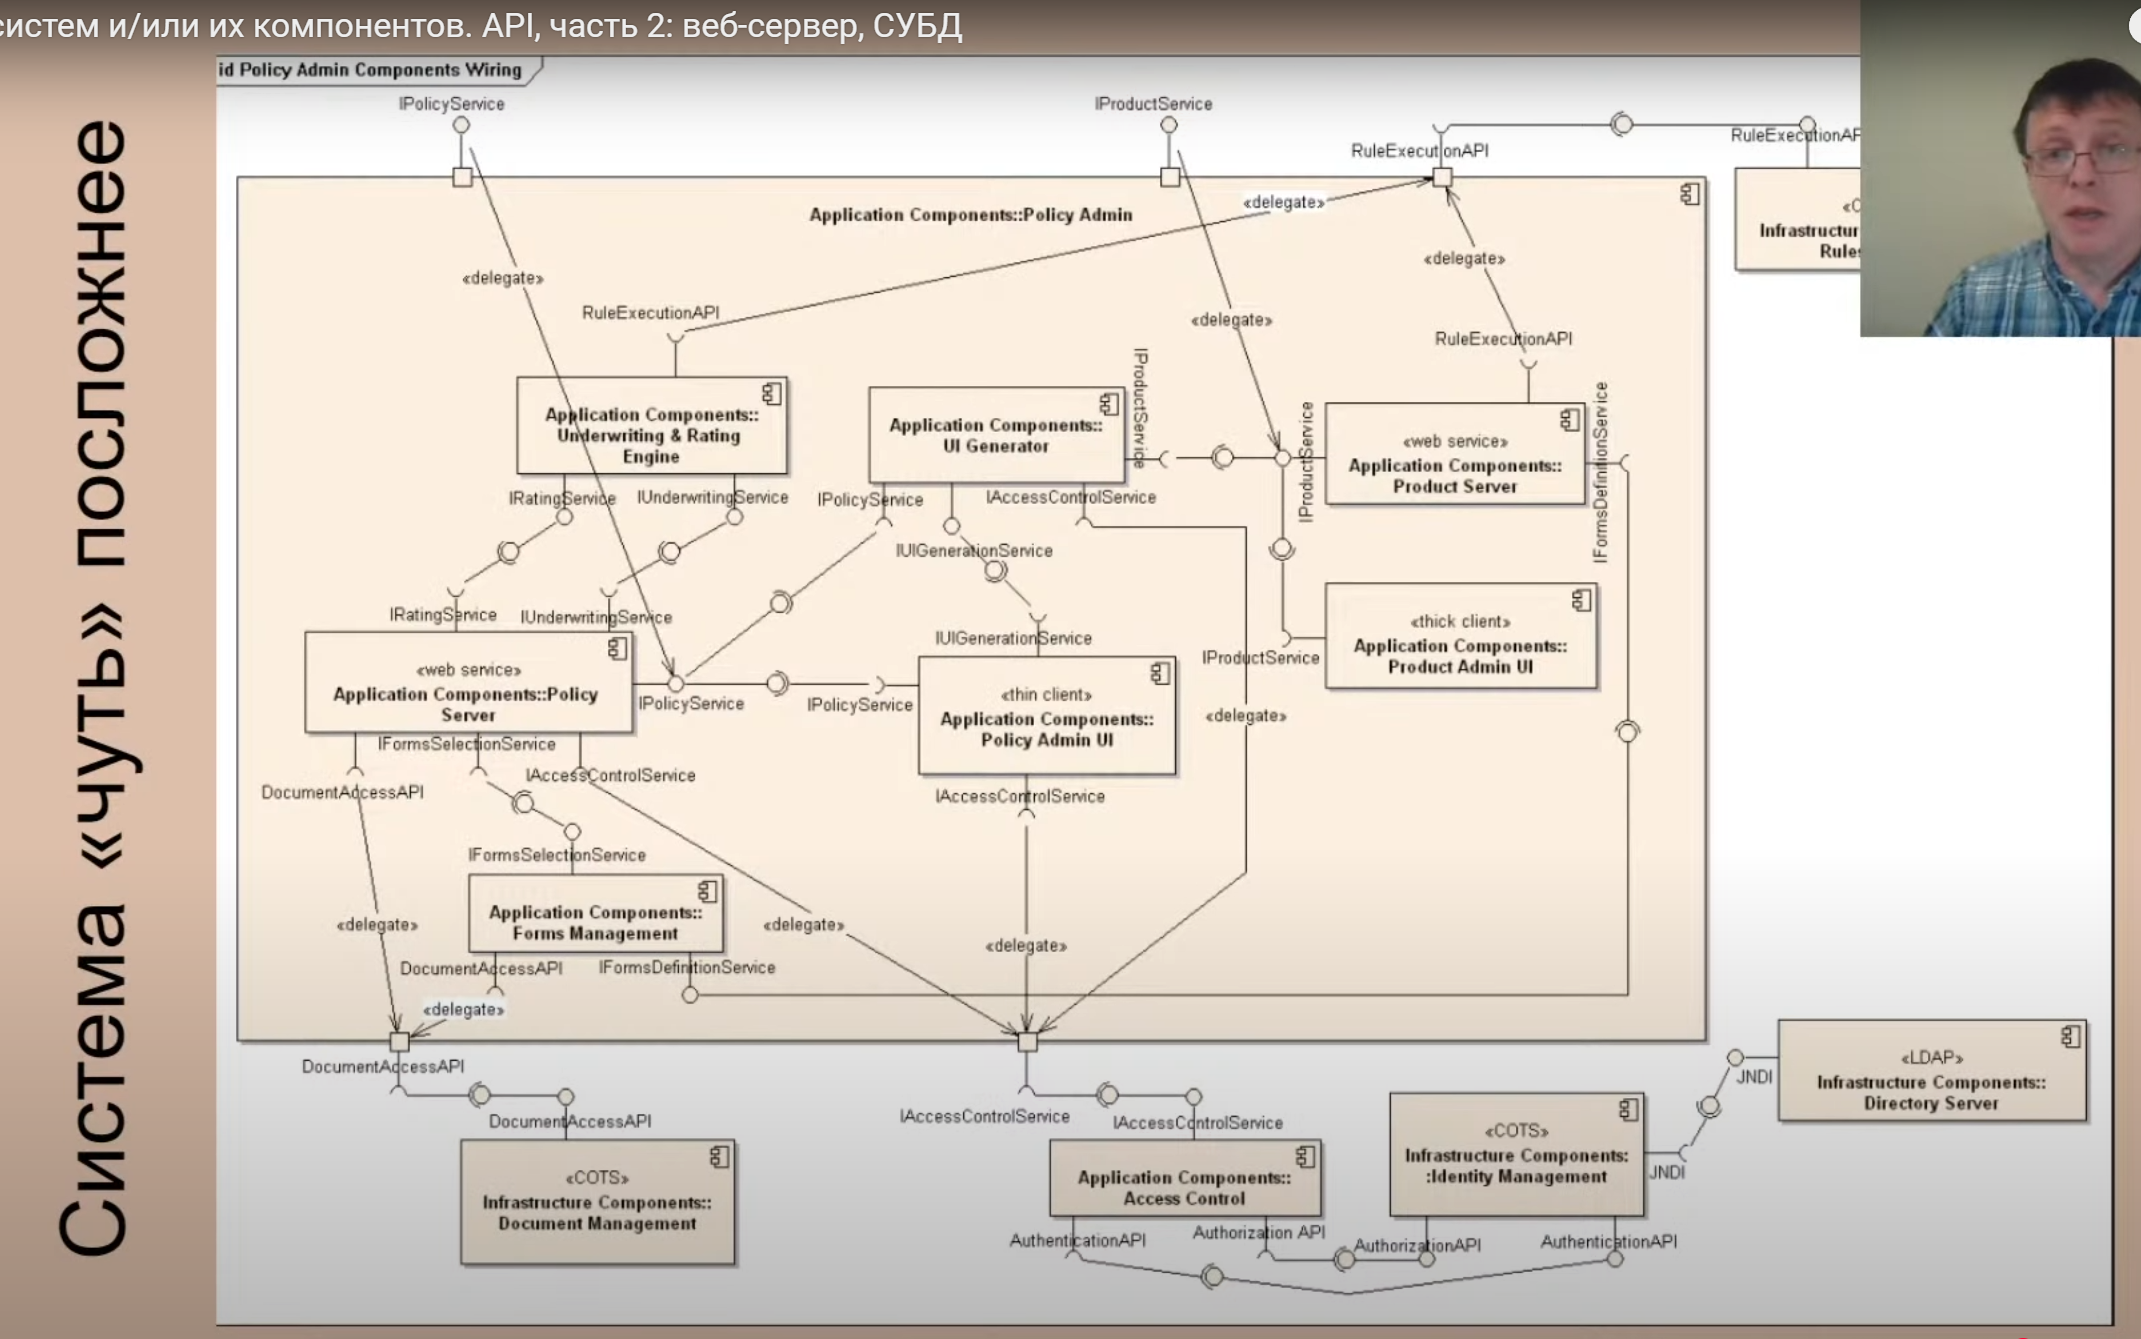 систем и/или их компонентов. API, часть 2: веб-сервер, СУБД
Система «чуть» посложнее
id Policy Admin Components Wiring
IPolicyService
IProductService
RuleExecutionAPI
RuleExecutionAP
Application Components::Policy Admin
«delegate»
Infrastructur
Rules
«delegate»
«delegate»
«delegate»
RuleExecutionAPI
RuleExecutionAPI
IProductService
Application Components::
Underwriting & Rating
Engine
Application Components::
UI Generator
IProductService
«web service»
Application Components::
Product Server
IFormsDefinitionService
IRatingService
IUnderwritingService
IPolicyService
IAccessControlService
IUIGenerationService
IRatingService
IUnderwritingService
IUIGenerationService
IProductService
«thick client»
Application Components::
Product Admin UI
«web service»
Application Components::Policy
Server
IPolicyService
IPolicyService
«thin client»
Application Components::
Policy Admin UI
«delegate»
IFormsSelectionService
IAccessControlService
DocumentAccessAPI
IAccessControlService
IFormsSelectionService
Application Components::
Forms Management
«delegate»
«delegate»
«delegate»
DocumentAccessAPI
IFormsDefinitionService
«delegate»
DocumentAccessAPI
DocumentAccessAPI
IAccessControlService
IAccessControlService
JNDI
«LDAP»
Infrastructure Components::
Directory Server
«COTS»
Infrastructure Components::
Document Management
Application Components::
Access Control
«COTS»
Infrastructure Components:
:Identity Management
JNDI
AuthenticationAPI
Authorization API
AuthorizationAPI
AuthenticationAPI